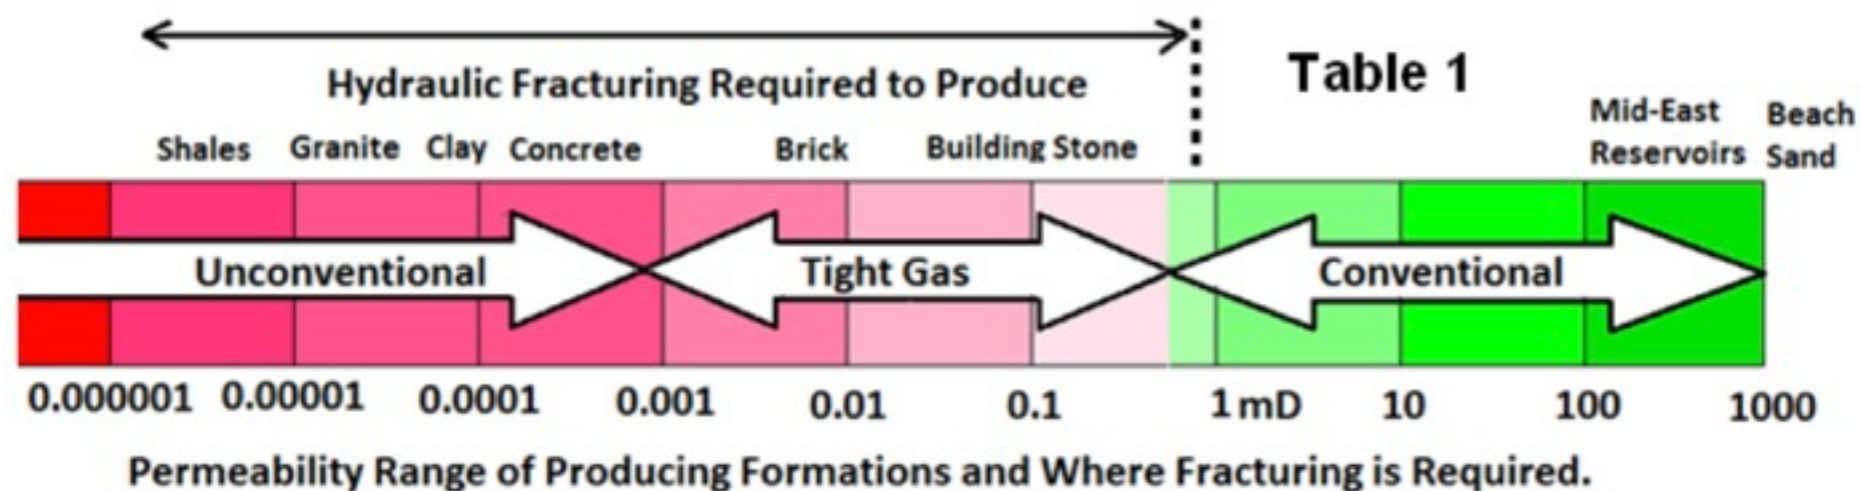 Hydraulic Fracturing Required to Produce
Table 1
Shales Granite Clay Concrete Brick Building Stone
Mid-East Reservoirs
Beach Sand
Unconventional Tight Gas Conventional
0.000001 0.00001 0.0001 0.001 0.01 0.1 1 mD 10 100 1000
Permeability Range of Producing Formations and Where Fracturing is Required.